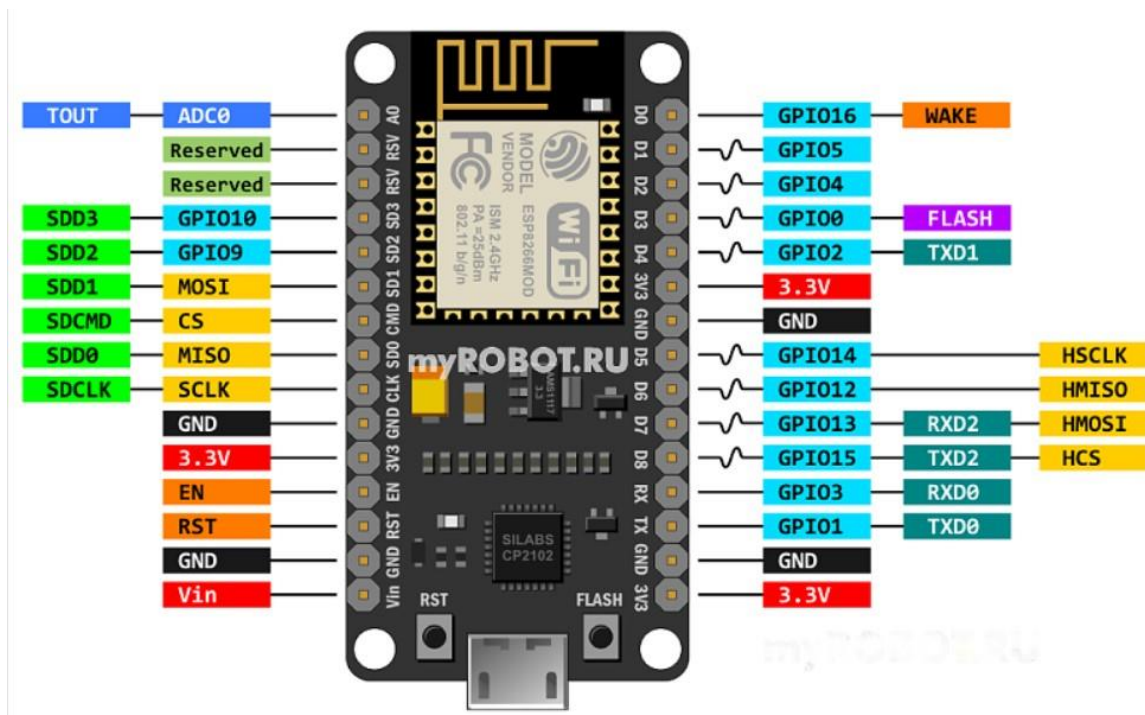 TOUT ADC0 A0 D0 GPIO16 WAKE
Reserved RSV D1 GPIO5
Reserved RSV D2 GPIO4
SDD3 GPIO10 SD3 D3 GPIO0 FLASH
SDD2 GPIO9 SD2 D4 GPIO2 TXD1
SDD1 MOSI SD1 3V3 3.3V
SDCMD CS CMD GND GND
SDD0 MISO SD0 D5 GPIO14 HSCLK
SDCLK SCLK CLK D6 GPIO12 HMISO
GND GND D7 GPIO13 RXD2 HMOSI
3.3V 3V3 D8 GPIO15 TXD2 HCS
EN EN RX GPIO3 RXD0
RST RST TX GPIO1 TXD0
GND GND GND GND
Vin Vin 3V3 3.3V
MODEL ESP8266MOD
VENDOR
WiFi
FC
ISM 2.4GHz
PA =25dBm
802.11 b/g/n
myROBOT.RU
AMS1117
3.3
SILABS
CP2102
RST FLASH
myROBOT.RU